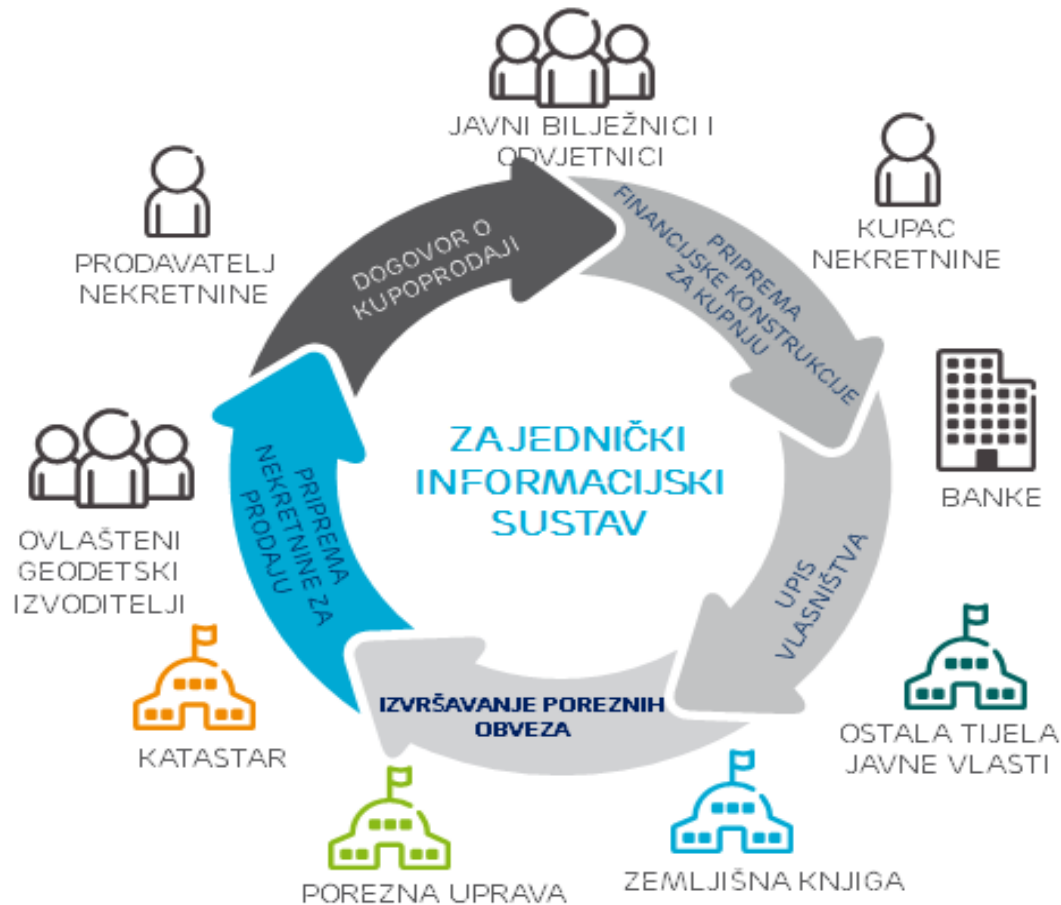 JAVNI BILJEŽNICI I
ODVJETNICI
KUPAC
NEKRETNINE
PRODAVATELJ
NEKRETNINE
DOGOVOR O
KUPOPRODAJI
PRIPREMA
FINANCIJSKE KONSTRUKCIJE
ZA KUPNJU
BANKE
ZAJEDNIČKI
INFORMACIJSKI
SUSTAV
PRIPREMA
NEKRETNINE ZA
PRODAJU
OVLAŠTENI
GEODETSKI
IZVODITELJI
UPIS
VLASNIŠTVA
IZVRŠAVANJE POREZNIH
OBVEZA
OSTALA TIJELA
JAVNE VLASTI
KATASTAR
POREZNA UPRAVA
ZEMLJIŠNA KNJIGA